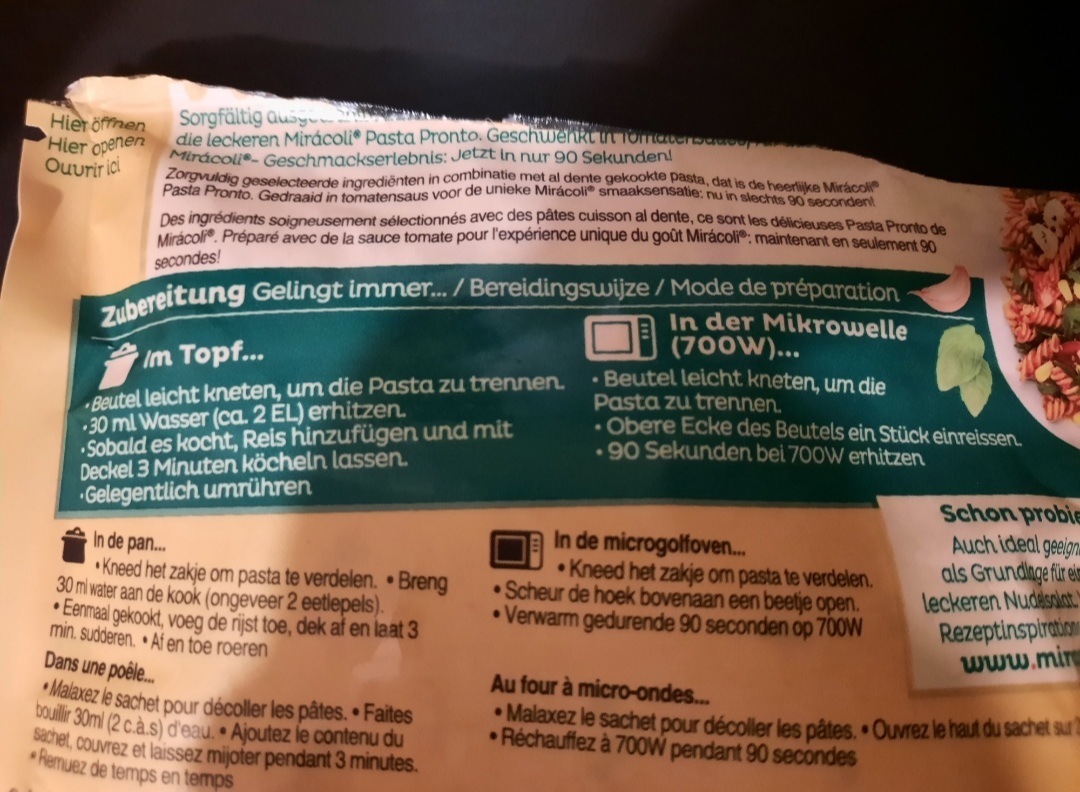 Hier öffnen
Hier openen
Ouvrir ici
Sorgfältig
die leckeren Mirácoli® Pasta Pronto. Geschwenkt in
Mirácoli®- Geschmackserlebnis: Jetzt in nur 90 Sekunden!
Zorgvuldig geselecteerde ingrediënten in combinatie met al dente gekookte pasta, dat is de heerlijke Mirácoli®
Pasta Pronto. Gedraaid in tomatensaus voor de unieke Mirácoli® smaaksensatie: nu in slechts 90 seconden!
Des ingrédients soigneusement sélectionnés avec des pâtes cuisson al dente, ce sont les délicieuses Pasta Pronto de
Mirácoli®. Préparé avec de la sauce tomate pour l'expérience unique du goût Mirácoli®: maintenant en seulement 90
secondes!
Zubereitung Gelingt immer... / Bereidingswijze / Mode de préparation
Im Topf...
• Beutel leicht kneten, um die Pasta zu trennen.
• 30 ml Wasser (ca. 2 EL) erhitzen.
• Sobald es kocht, Reis hinzufügen und mit
Deckel 3 Minuten köcheln lassen.
• Gelegentlich umrühren
In der Mikrowelle
(700W)...
• Beutel leicht kneten, um die
Pasta zu trennen.
• Obere Ecke des Beutels ein Stück einreissen.
• 90 Sekunden bei 700W erhitzen
In de pan...
• Kneed het zakje om pasta te verdelen. • Breng
30 ml water aan de kook (ongeveer 2 eetlepels).
• Eenmaal gekookt, voeg de rijst toe, dek af en laat 3
min. sudderen. • Af en toe roeren
Dans une poêle...
• Malaxez le sachet pour décoller les pâtes. • Faites
bouillir 30ml (2 c.à.s) d'eau. • Ajoutez le contenu du
sachet, couvrez et laissez mijoter pendant 3 minutes.
• Remuez de temps en temps
In de microgolfoven...
• Kneed het zakje om pasta te verdelen.
• Scheur de hoek bovenaan een beetje open.
• Verwarm gedurende 90 seconden op 700W
Au four à micro-ondes...
• Malaxez le sachet pour décoller les pâtes. • Ouvrez le haut du sachet sur
• Réchauffez à 700W pendant 90 secondes
Schon probie
Auch ideal geeign
als Grundlage für ein
leckeren Nudelsalat.
Rezeptinspiration
www.mir